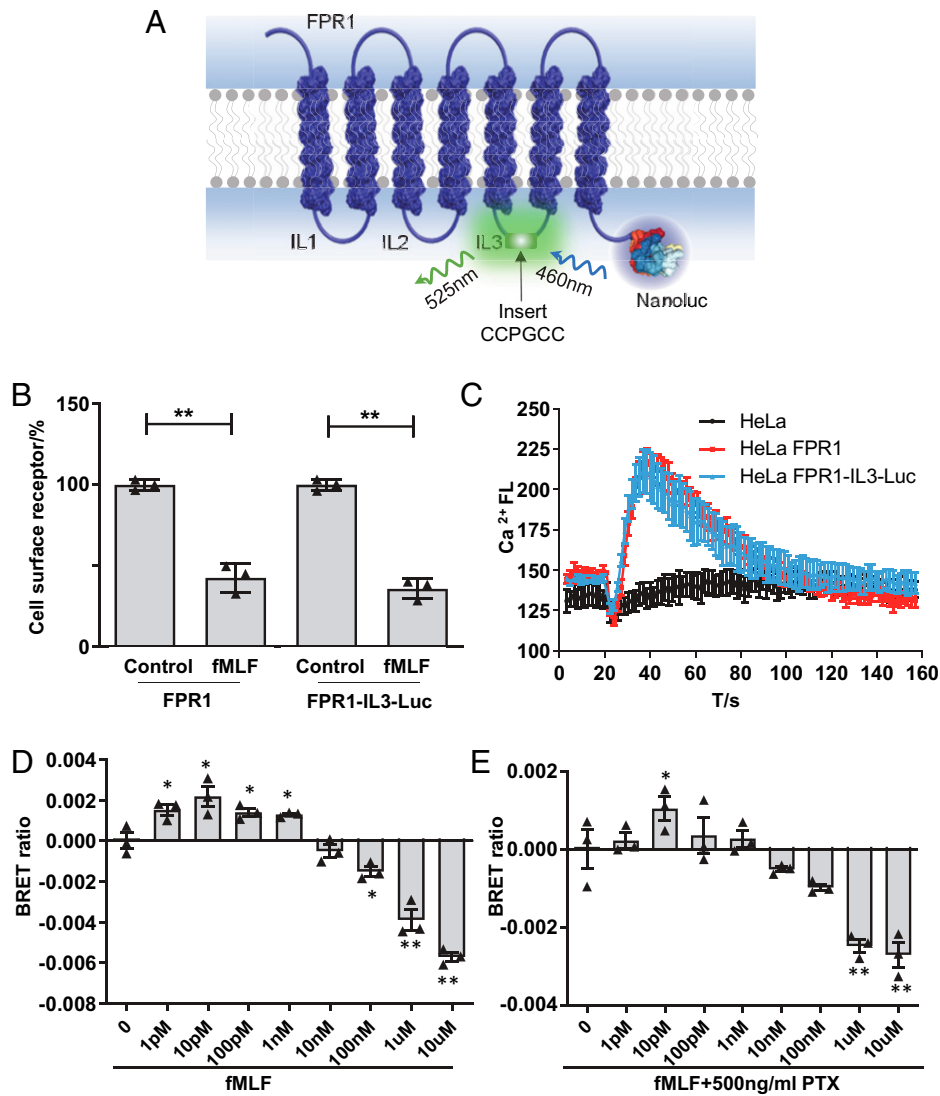 A
FPR1
IL1 IL2 IL3
525nm 460nm
Nanoluc
Insert
CCPGCC
B
Cell surface receptor/%
150
100
0
** **
Control fMLF Control fMLF
FPR1 FPR1-IL3-Luc
C
Ca 2+ FL
225
200
175
150
125
100
HeLa
HeLa FPR1
HeLa FPR1-IL3-Luc
0 20 40 60 80 100 120 140 160
T/s
D
BRET ratio
0.004
0.002
0.000
-0.002
-0.004
-0.006
-0.008
* * * * * ** **
0 1pM 10pM 100pM 1nM 10nM 100nM 1uM 10uM
fMLF
E
BRET ratio
0.002
0.000
-0.002
-0.004
* ** **
0 1pM 10pM 100pM 1nM 10nM 100nM 1uM 10uM
fMLF+500ng/ml PTX